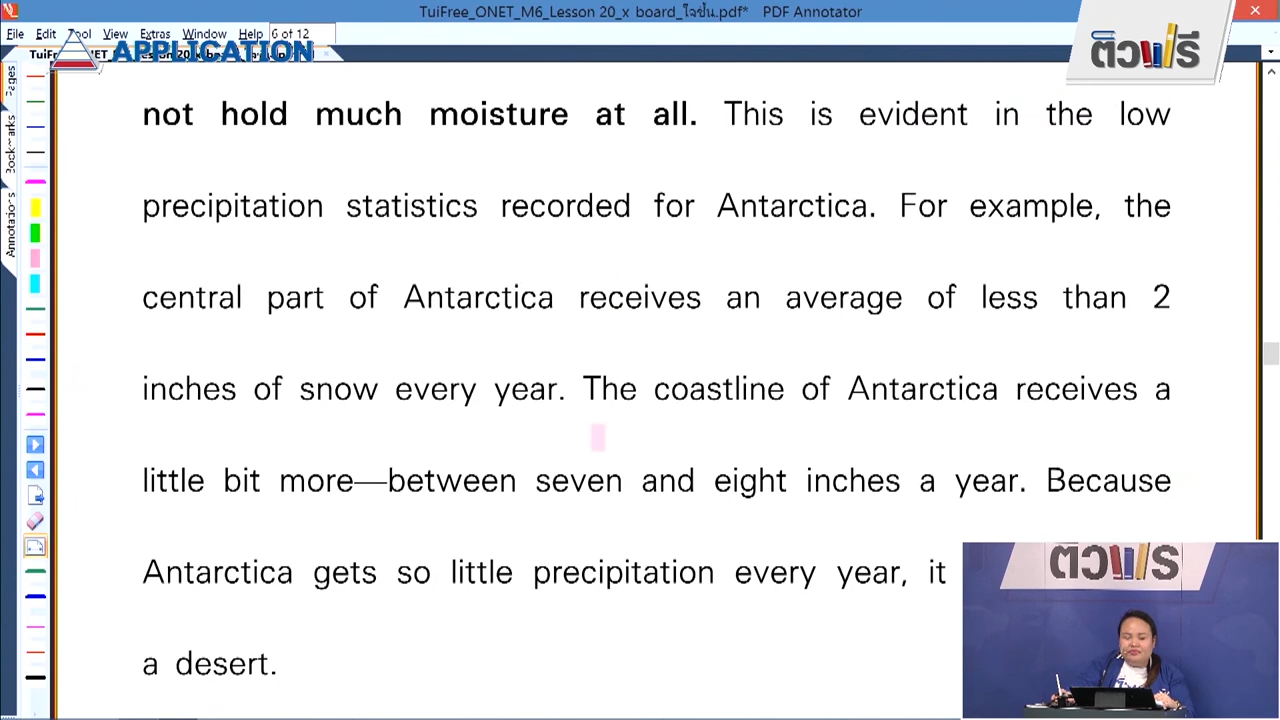 TuiFree_ONET_M6_Lesson 20_x board_ใจชื้น.pdf* PDF Annotator
File Edit Tool View Extras Window Help 6 of 12
APPLICATION
ติวฟรี
Pages
Bookmarks
Annotations
not hold much moisture at all. This is evident in the low
precipitation statistics recorded for Antarctica. For example, the
central part of Antarctica receives an average of less than 2
inches of snow every year. The coastline of Antarctica receives a
little bit more—between seven and eight inches a year. Because
Antarctica gets so little precipitation every year, it
a desert.
ติวฟรี